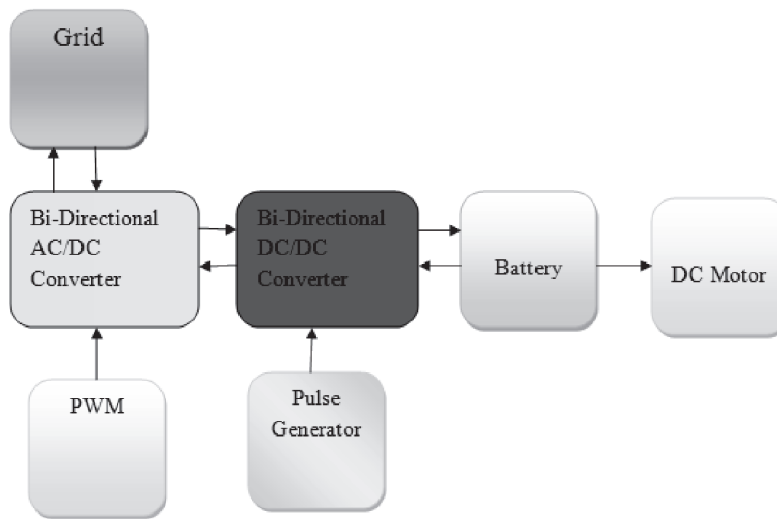 Grid
Bi-Directional
AC/DC
Converter
Bi-Directional
DC/DC
Converter
Battery
DC Motor
PWM
Pulse
Generator